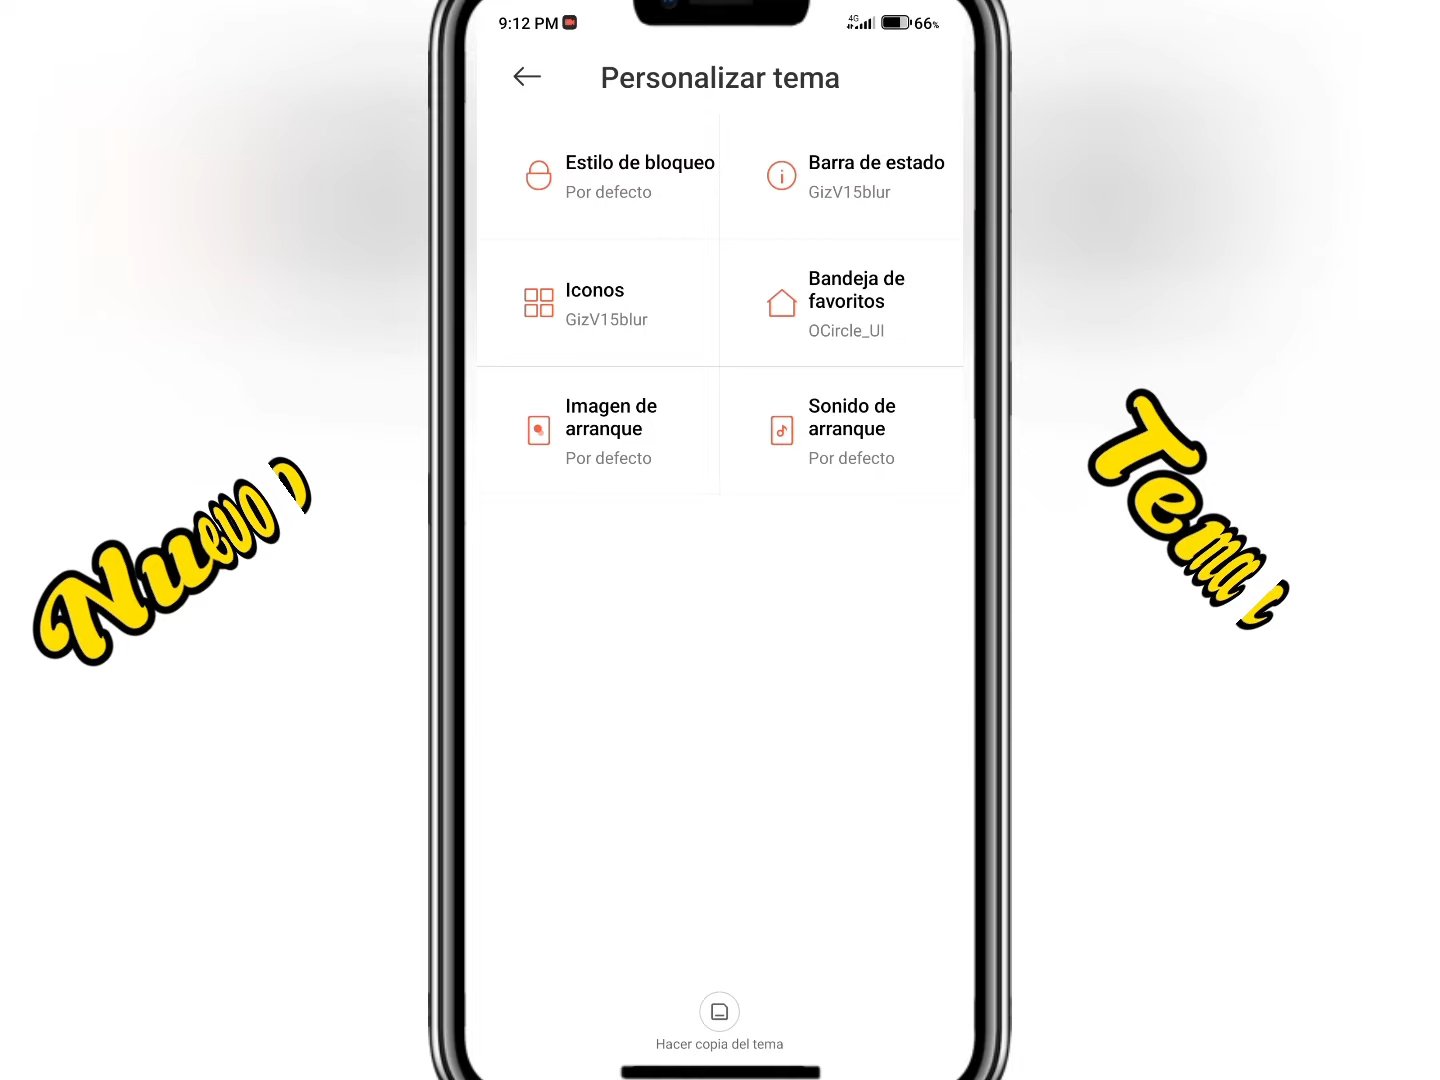 9:12 PM
4G
66%
Personalizar tema
Estilo de bloqueo
Por defecto
Barra de estado
GizV15blur
Iconos
GizV15blur
Bandeja de
favoritos
OCircle_UI
Imagen de
arranque
Por defecto
Sonido de
arranque
Por defecto
Hacer copia del tema
Nuevo
Tema